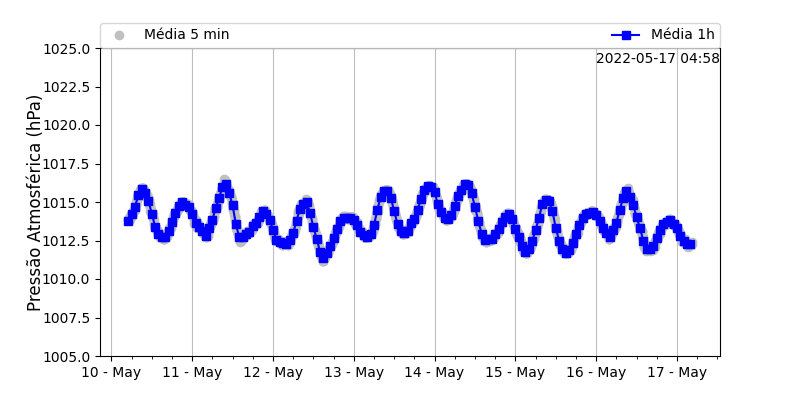 Média 5 min
Média 1h
2022-05-17 04:58
Pressão Atmosférica (hPa)
1025.0
1022.5
1020.0
1017.5
1015.0
1012.5
1010.0
1007.5
1005.0
10 - May
11 - May
12 - May
13 - May
14 - May
15 - May
16 - May
17 - May